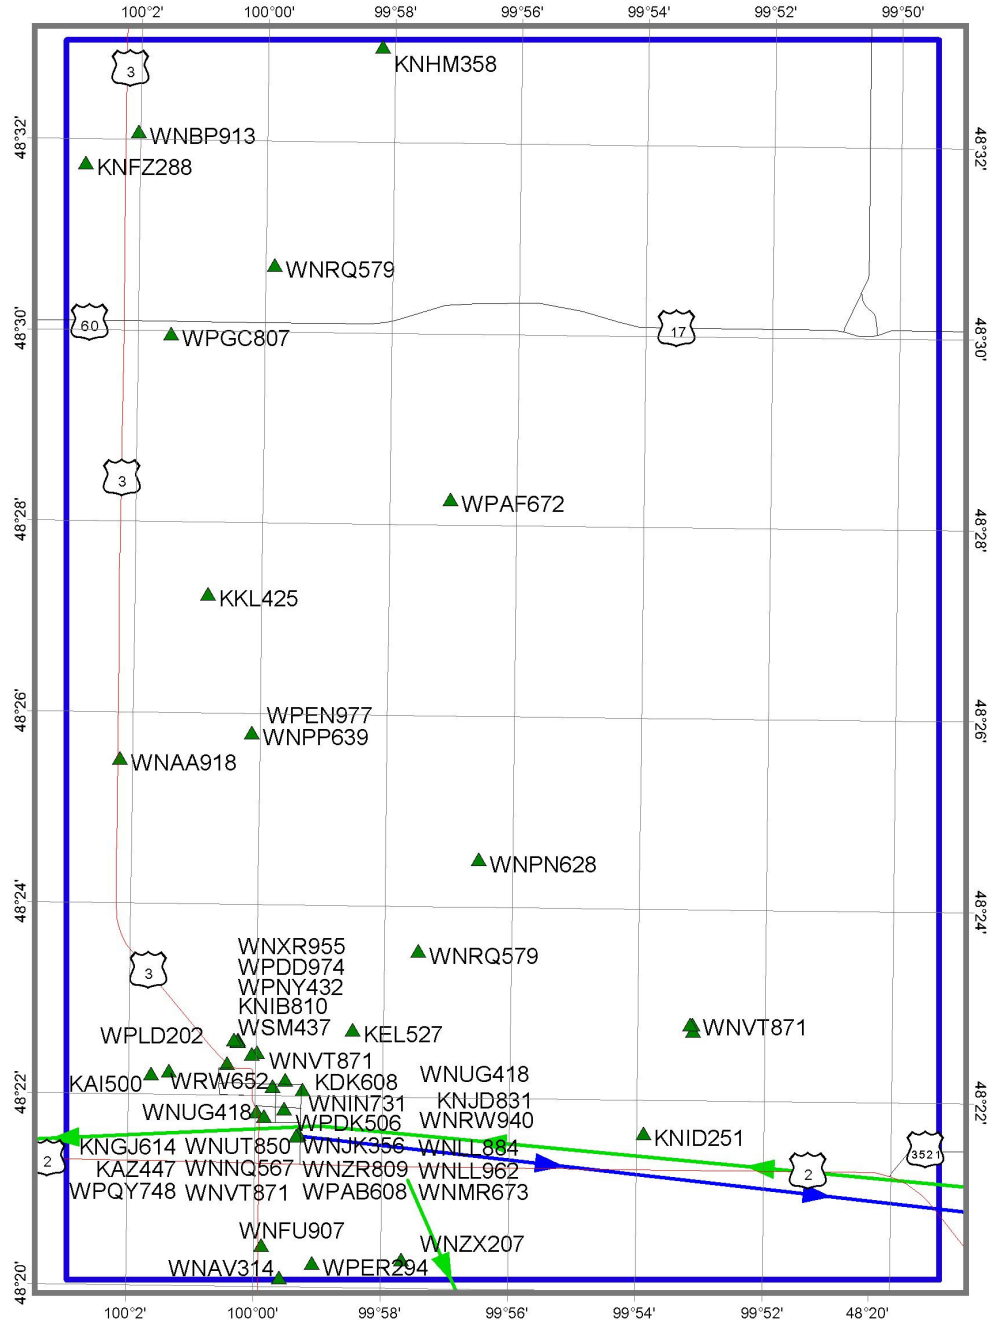 100°2'
100°00'
99°58'
99°56'
99°54'
99°52'
99°50'
3
KNHM358
48°32'
WNBP913
48°32'
KNFZ288
WNRQ579
60
48°30'
WPGC807
17
48°30'
3
WPAF672
48°28'
48°28'
KKL425
48°26'
WPEN977
WNPP639
48°26'
WNAA918
WNPN628
48°24'
48°24'
WNXR955
WNRQ579
WPDD974
3
WPNY432
KNIB810
WSM437
WPLD202
KEL527
WNVT871
WNVT871
KAI500
WRW652
KDK608
WNUG418
48°22'
WNUG418
WNIN731
KNJD831
48°22'
WPDK506
WNRW940
KNID251
KNGJ614
WNUT850
WNJK356
WNLL884
3521
2
KAZ447
WNNQ567
WNZR809
WNLL962
2
WPQY748
WNVT871
WPAB608
WNMR673
WNFU907
WNZX207
WNAV314
WPER294
48°20'
100°2'
100°00'
99°58'
99°56'
99°54'
99°52'
48°20'